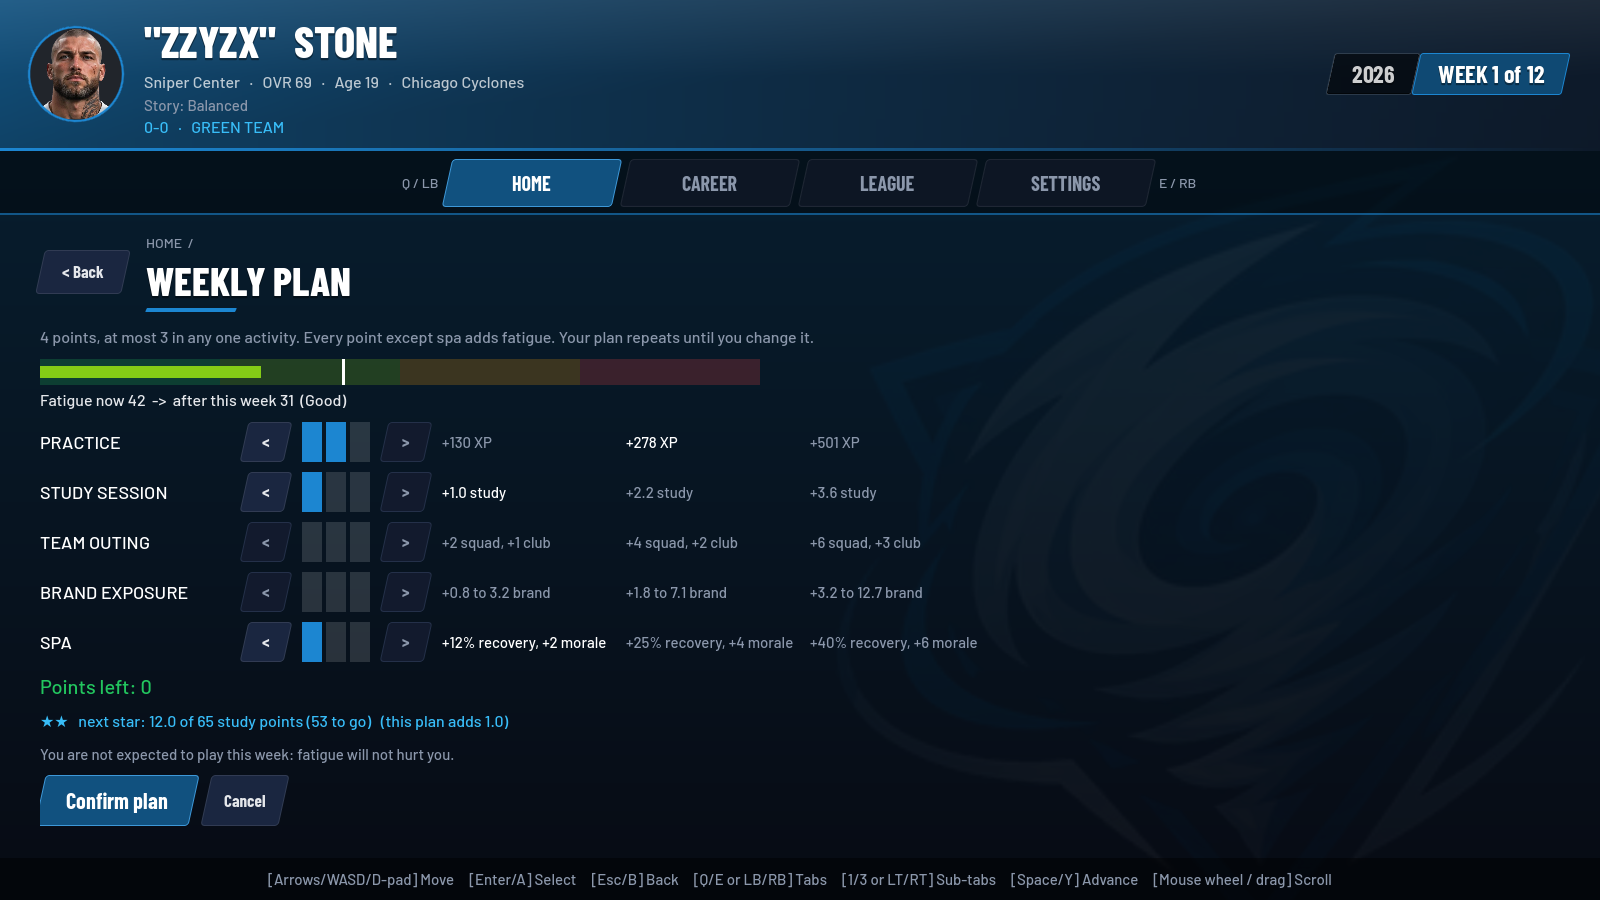 "ZZYZX" STONE
Sniper Center · OVR 69 · Age 19 · Chicago Cyclones
Story: Balanced
0-0 · GREEN TEAM
2026
WEEK 1 of 12
Q / LB
HOME
CAREER
LEAGUE
SETTINGS
E / RB
< Back
HOME /
WEEKLY PLAN
4 points, at most 3 in any one activity. Every point except spa adds fatigue. Your plan repeats until you change it.
Fatigue now 42 -> after this week 31 (Good)
PRACTICE < > +130 XP +278 XP +501 XP
STUDY SESSION < > +1.0 study +2.2 study +3.6 study
TEAM OUTING < > +2 squad, +1 club +4 squad, +2 club +6 squad, +3 club
BRAND EXPOSURE < > +0.8 to 3.2 brand +1.8 to 7.1 brand +3.2 to 12.7 brand
SPA < > +12% recovery, +2 morale +25% recovery, +4 morale +40% recovery, +6 morale
Points left: 0
★★ next star: 12.0 of 65 study points (53 to go) (this plan adds 1.0)
You are not expected to play this week: fatigue will not hurt you.
Confirm plan
Cancel
[Arrows/WASD/D-pad] Move [Enter/A] Select [Esc/B] Back [Q/E or LB/RB] Tabs [1/3 or LT/RT] Sub-tabs [Space/Y] Advance [Mouse wheel / drag] Scroll